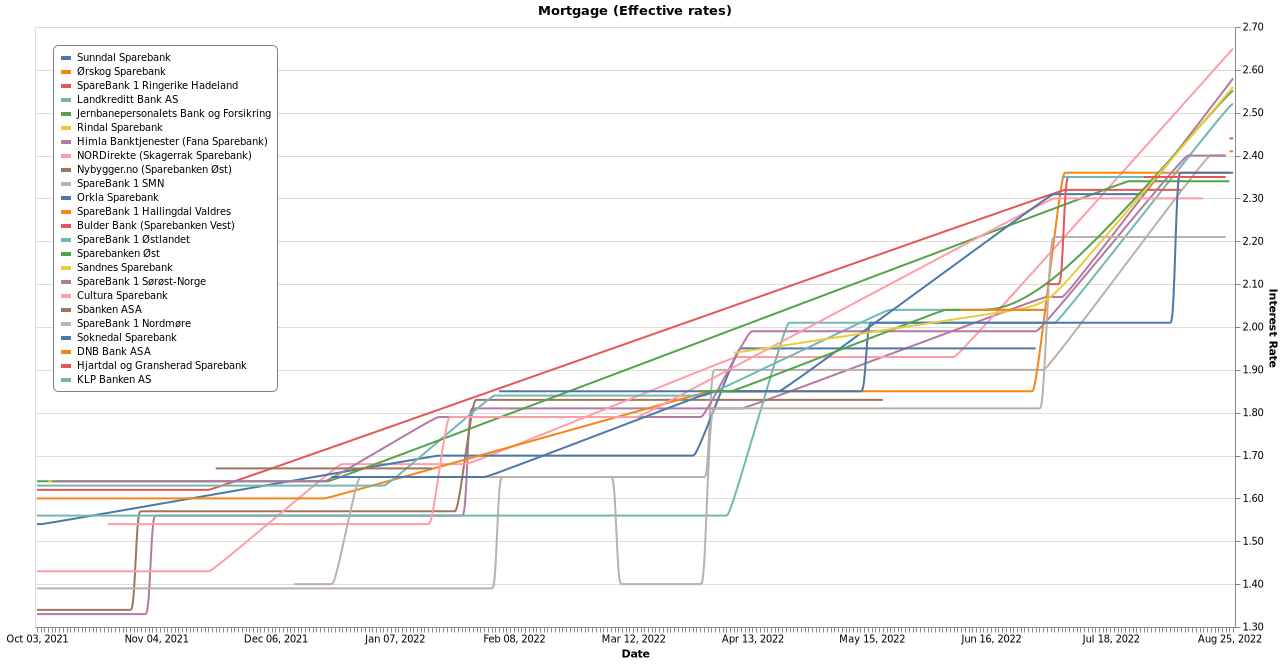 Mortgage (Effective rates)
Sunndal Sparebank
Ørskog Sparebank
SpareBank 1 Ringerike Hadeland
Landkreditt Bank AS
Jernbanepersonalets Bank og Forsikring
Rindal Sparebank
Himla Banktjenester (Fana Sparebank)
NORDirekte (Skagerrak Sparebank)
Nybygger.no (Sparebanken Øst)
SpareBank 1 SMN
Orkla Sparebank
SpareBank 1 Hallingdal Valdres
Bulder Bank (Sparebanken Vest)
SpareBank 1 Østlandet
Sparebanken Øst
Sandnes Sparebank
SpareBank 1 Sørøst-Norge
Cultura Sparebank
Sbanken ASA
SpareBank 1 Nordmøre
Soknedal Sparebank
DNB Bank ASA
Hjartdal og Gransherad Sparebank
KLP Banken AS
2.70
2.60
2.50
2.40
2.30
2.20
2.10
2.00
1.90
1.80
1.70
1.60
1.50
1.40
1.30
Interest Rate
Oct 03, 2021 Nov 04, 2021 Dec 06, 2021 Jan 07, 2022 Feb 08, 2022 Mar 12, 2022 Apr 13, 2022 May 15, 2022 Jun 16, 2022 Jul 18, 2022 Aug 25, 2022
Date